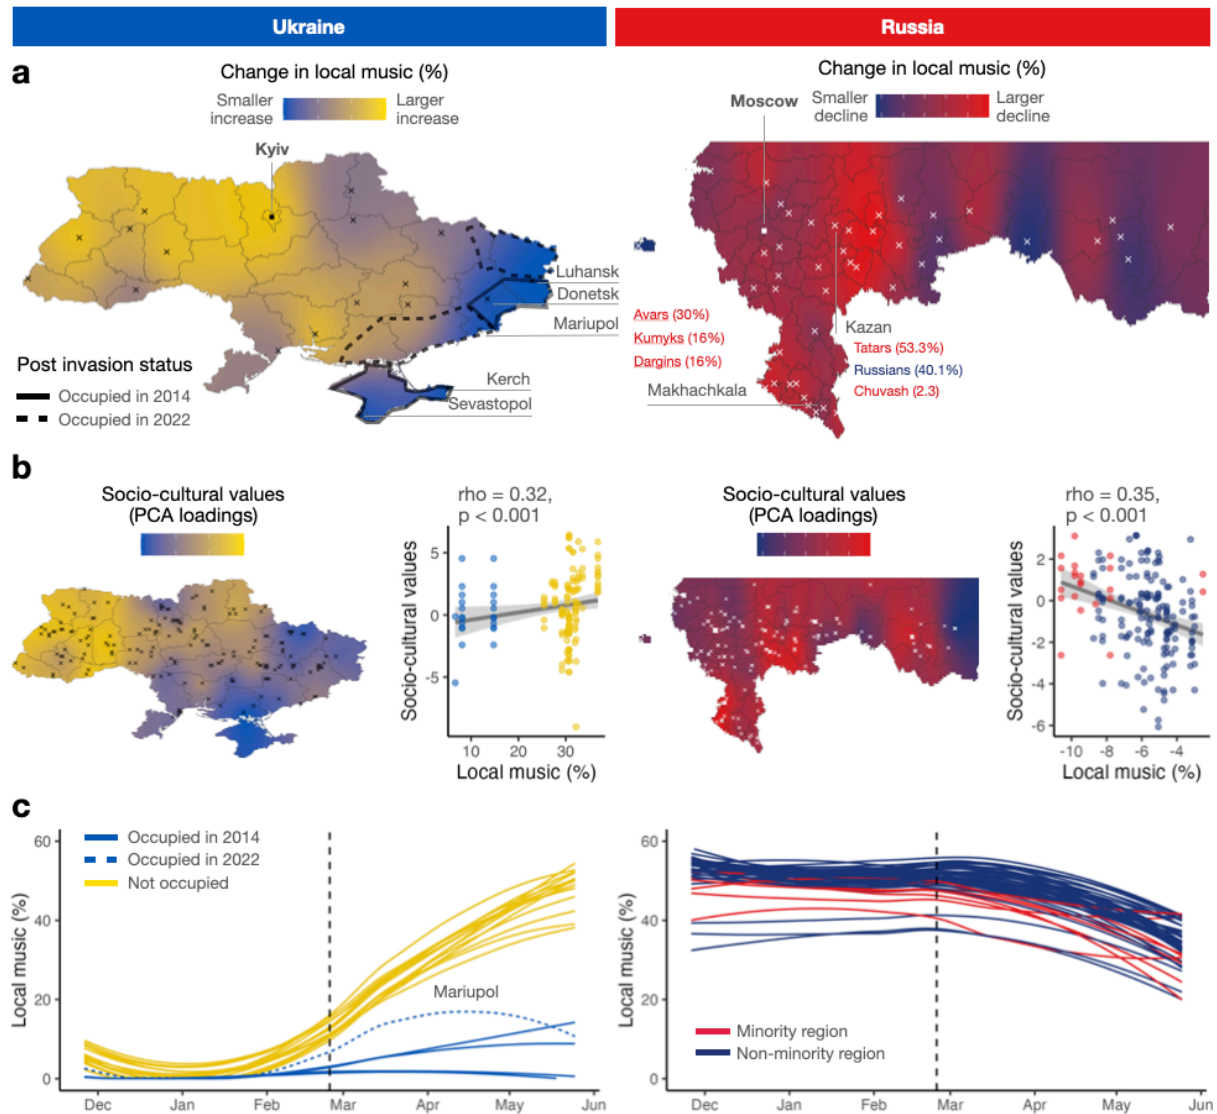 Ukraine
Russia
a
Change in local music (%)
Smaller increase
Larger increase
Kyiv
Luhansk
Donetsk
Mariupol
Kerch
Sevastopol
Post invasion status
Occupied in 2014
Occupied in 2022
Change in local music (%)
Moscow
Smaller decline
Larger decline
Avars (30%)
Kumyks (16%)
Dargins (16%)
Makhachkala
Kazan
Tatars (53.3%)
Russians (40.1%)
Chuvash (2.3)
b
Socio-cultural values
(PCA loadings)
rho = 0.32,
p < 0.001
Socio-cultural values
5
0
-5
10 20 30
Local music (%)
Socio-cultural values
(PCA loadings)
rho = 0.35,
p < 0.001
Socio-cultural values
2
0
-2
-4
-6
-10 -8 -6 -4
Local music (%)
c
Occupied in 2014
Occupied in 2022
Not occupied
Mariupol
Local music (%)
60
40
20
0
Dec Jan Feb Mar Apr May Jun
Local music (%)
60
40
20
0
Minority region
Non-minority region
Dec Jan Feb Mar Apr May Jun